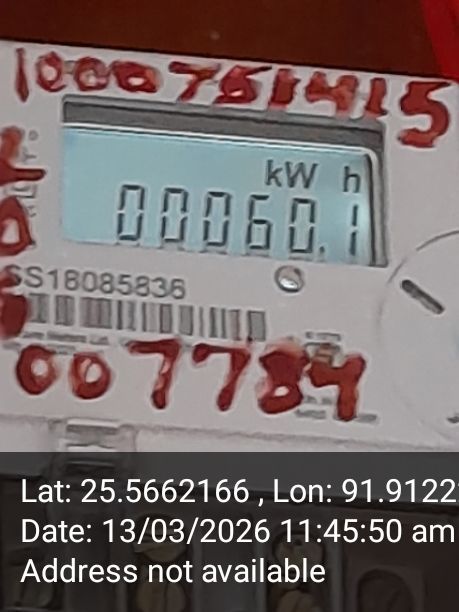 1000751415
kW h
00060.1
SS18085836
007784
Lat: 25.5662166 , Lon: 91.9122
Date: 13/03/2026 11:45:50 am
Address not available